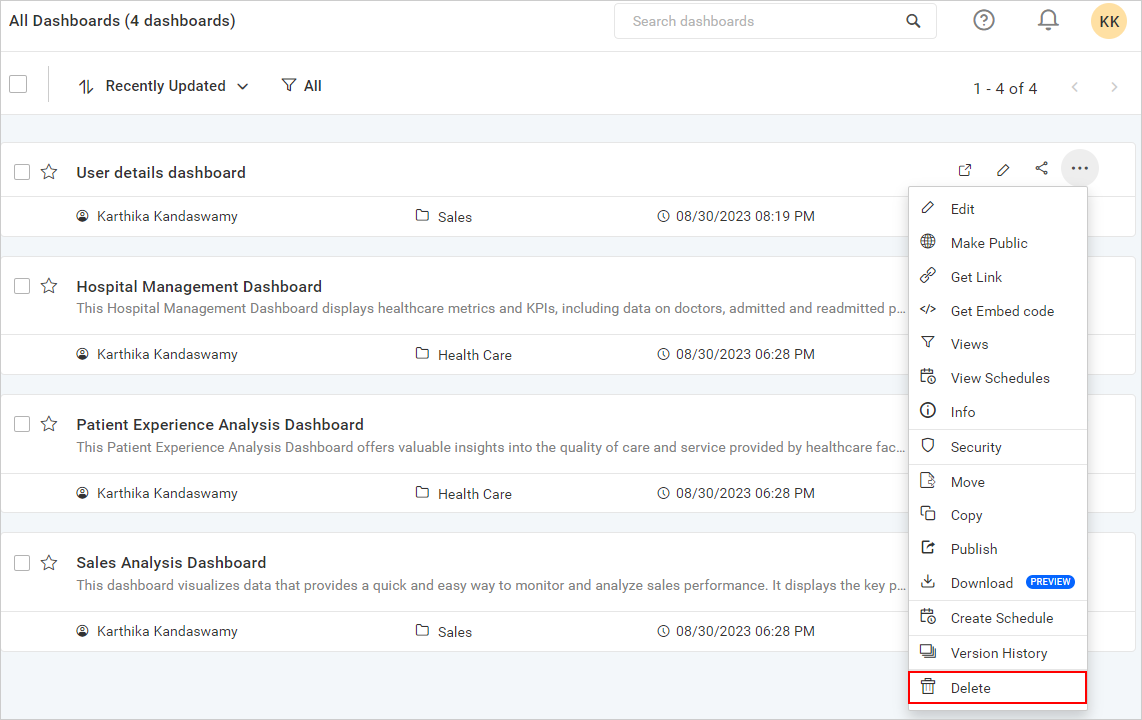 All Dashboards (4 dashboards)
Search dashboards
KK
Recently Updated
All
1 - 4 of 4
User details dashboard
Karthika Kandaswamy
Sales
08/30/2023 08:19 PM
Hospital Management Dashboard
This Hospital Management Dashboard displays healthcare metrics and KPIs, including data on doctors, admitted and readmitted p...
Karthika Kandaswamy
Health Care
08/30/2023 06:28 PM
Patient Experience Analysis Dashboard
This Patient Experience Analysis Dashboard offers valuable insights into the quality of care and service provided by healthcare fac...
Karthika Kandaswamy
Health Care
08/30/2023 06:28 PM
Sales Analysis Dashboard
This dashboard visualizes data that provides a quick and easy way to monitor and analyze sales performance. It displays the key p...
Karthika Kandaswamy
Sales
08/30/2023 06:28 PM
Edit
Make Public
Get Link
Get Embed code
Views
View Schedules
Info
Security
Move
Copy
Publish
Download PREVIEW
Create Schedule
Version History
Delete